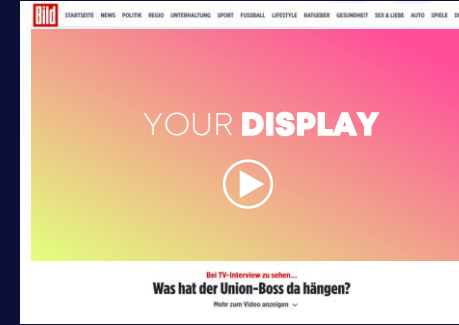 Bild STARTSEITE NEWS POLITIK REGIO UNTERHALTUNG SPORT FUSSBALL LIFESTYLE RATGEBER GESUNDHEIT SEX & LIEBE AUTO SPIELE
YOUR DISPLAY
Bei TV-Interview zu sehen...
Was hat der Union-Boss da hängen?
Mehr zum Video anzeigen